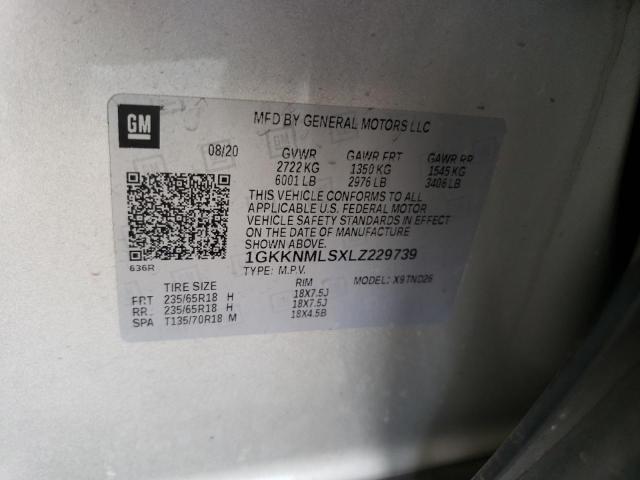 GM
MFD BY GENERAL MOTORS LLC
08/20 GVWR GAWR FRT GAWR RR
2722 KG 1350 KG 1545 KG
6001 LB 2976 LB 3406 LB
THIS VEHICLE CONFORMS TO ALL
APPLICABLE U.S. FEDERAL MOTOR
VEHICLE SAFETY STANDARDS IN EFFECT
ON THE DATE OF MANUFACTURE
SHOWN ABOVE.
1GKKNMLSXLZ229739
636R
TYPE: M.P.V. MODEL: X9TND26
TIRE SIZE RIM
FRT 235/65R18 H 18X7.5J
RR 235/65R18 H 18X7.5J
SPA T135/70R18 M 18X4.5B